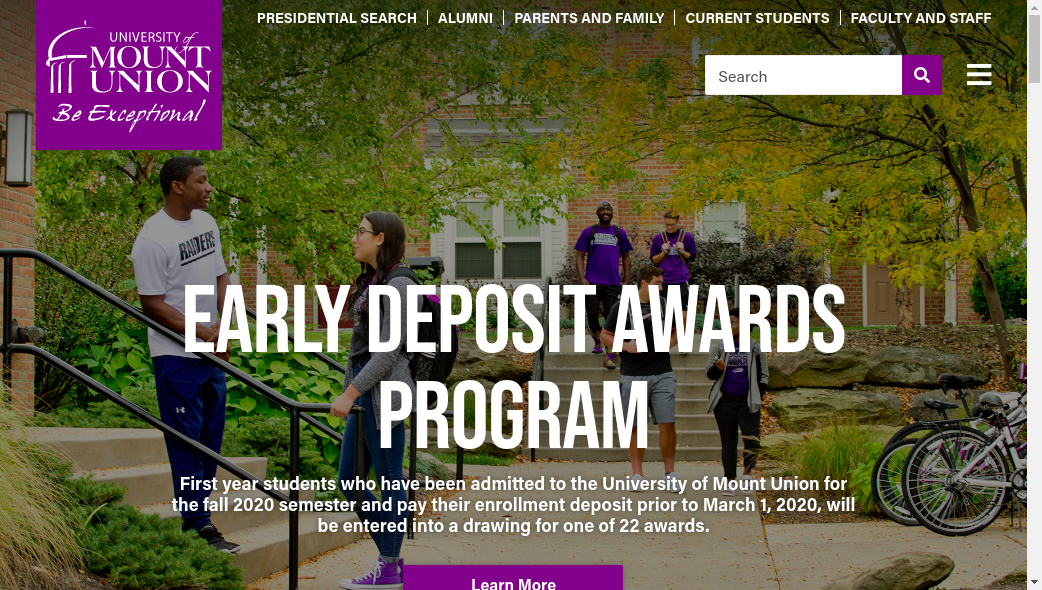 PRESIDENTIAL SEARCH
ALUMNI
PARENTS AND FAMILY
CURRENT STUDENTS
FACULTY AND STAFF
UNIVERSITY of
MOUNT
UNION
Be Exceptional
Search
RAIDERS
EARLY DEPOSIT AWARDS
PROGRAM
First year students who have been admitted to the University of Mount Union for
the fall 2020 semester and pay their enrollment deposit prior to March 1, 2020, will
be entered into a drawing for one of 22 awards.
Learn More